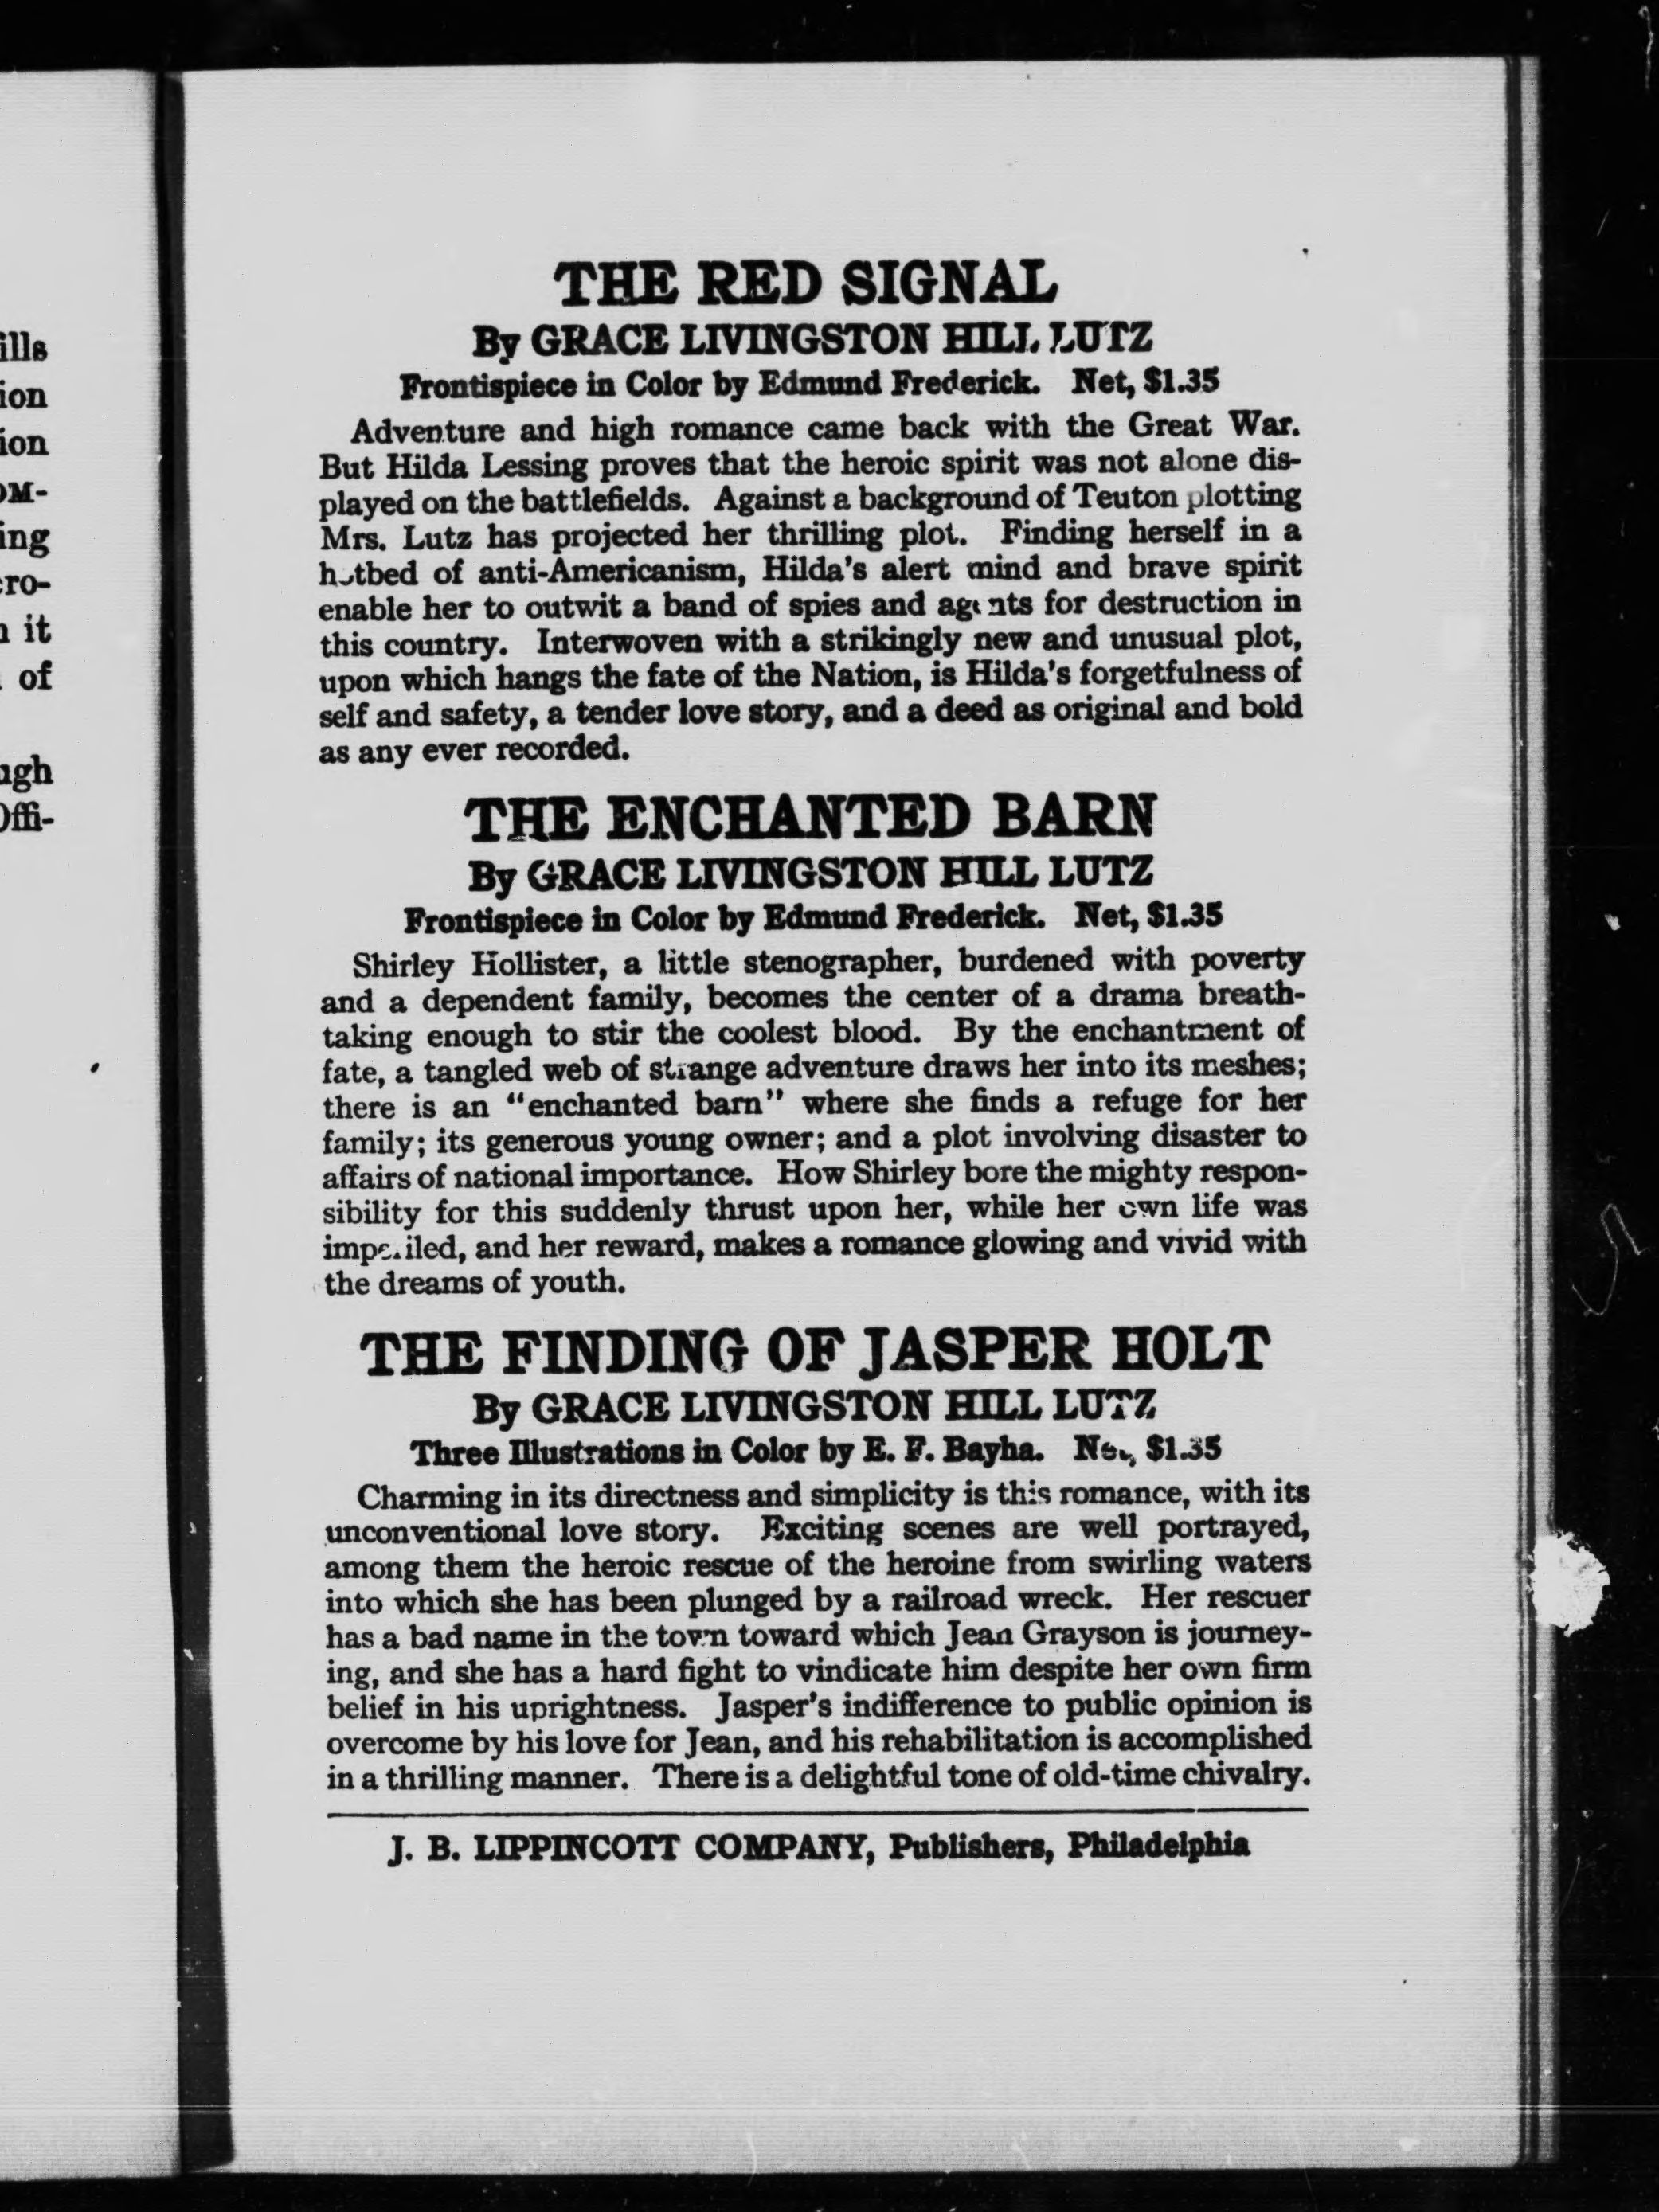 THE RED SIGNAL
By GRACE LIVINGSTON HILL LUTZ
Frontispiece in Color by Edmund Frederick. Net, $1.35
Adventure and high romance came back with the Great War.
But Hilda Lessing proves that the heroic spirit was not alone dis-
played on the battlefields. Against a background of Teuton plotting
Mrs. Lutz has projected her thrilling plot. Finding herself in a
hotbed of anti-Americanism, Hilda's alert mind and brave spirit
enable her to outwit a band of spies and agents for destruction in
this country. Interwoven with a strikingly new and unusual plot,
upon which hangs the fate of the Nation, is Hilda's forgetfulness of
self and safety, a tender love story, and a deed as original and bold
as any ever recorded.
THE ENCHANTED BARN
By GRACE LIVINGSTON HILL LUTZ
Frontispiece in Color by Edmund Frederick. Net, $1.35
Shirley Hollister, a little stenographer, burdened with poverty
and a dependent family, becomes the center of a drama breath-
taking enough to stir the coolest blood. By the enchantment of
fate, a tangled web of strange adventure draws her into its meshes;
there is an "enchanted barn" where she finds a refuge for her
family; its generous young owner; and a plot involving disaster to
affairs of national importance. How Shirley bore the mighty respon-
sibility for this suddenly thrust upon her, while her own life was
imperiled, and her reward, makes a romance glowing and vivid with
the dreams of youth.
THE FINDING OF JASPER HOLT
By GRACE LIVINGSTON HILL LUTZ
Three Illustrations in Color by E. F. Bayha. Net, $1.35
Charming in its directness and simplicity is this romance, with its
unconventional love story. Exciting scenes are well portrayed,
among them the heroic rescue of the heroine from swirling waters
into which she has been plunged by a railroad wreck. Her rescuer
has a bad name in the town toward which Jean Grayson is journey-
ing, and she has a hard fight to vindicate him despite her own firm
belief in his uprightness. Jasper's indifference to public opinion is
overcome by his love for Jean, and his rehabilitation is accomplished
in a thrilling manner. There is a delightful tone of old-time chivalry.
J. B. LIPPINCOTT COMPANY, Publishers, Philadelphia